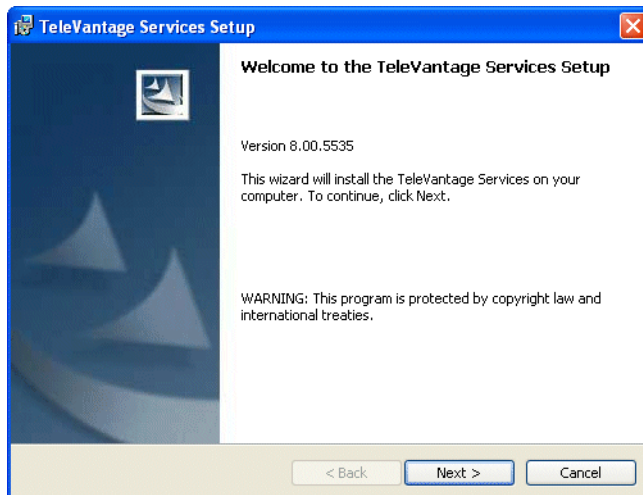 TeleVantage Services Setup
Welcome to the TeleVantage Services Setup
Version 8.00.5535
This wizard will install the TeleVantage Services on your
computer. To continue, click Next.
WARNING: This program is protected by copyright law and
international treaties.
< Back
Next >
Cancel